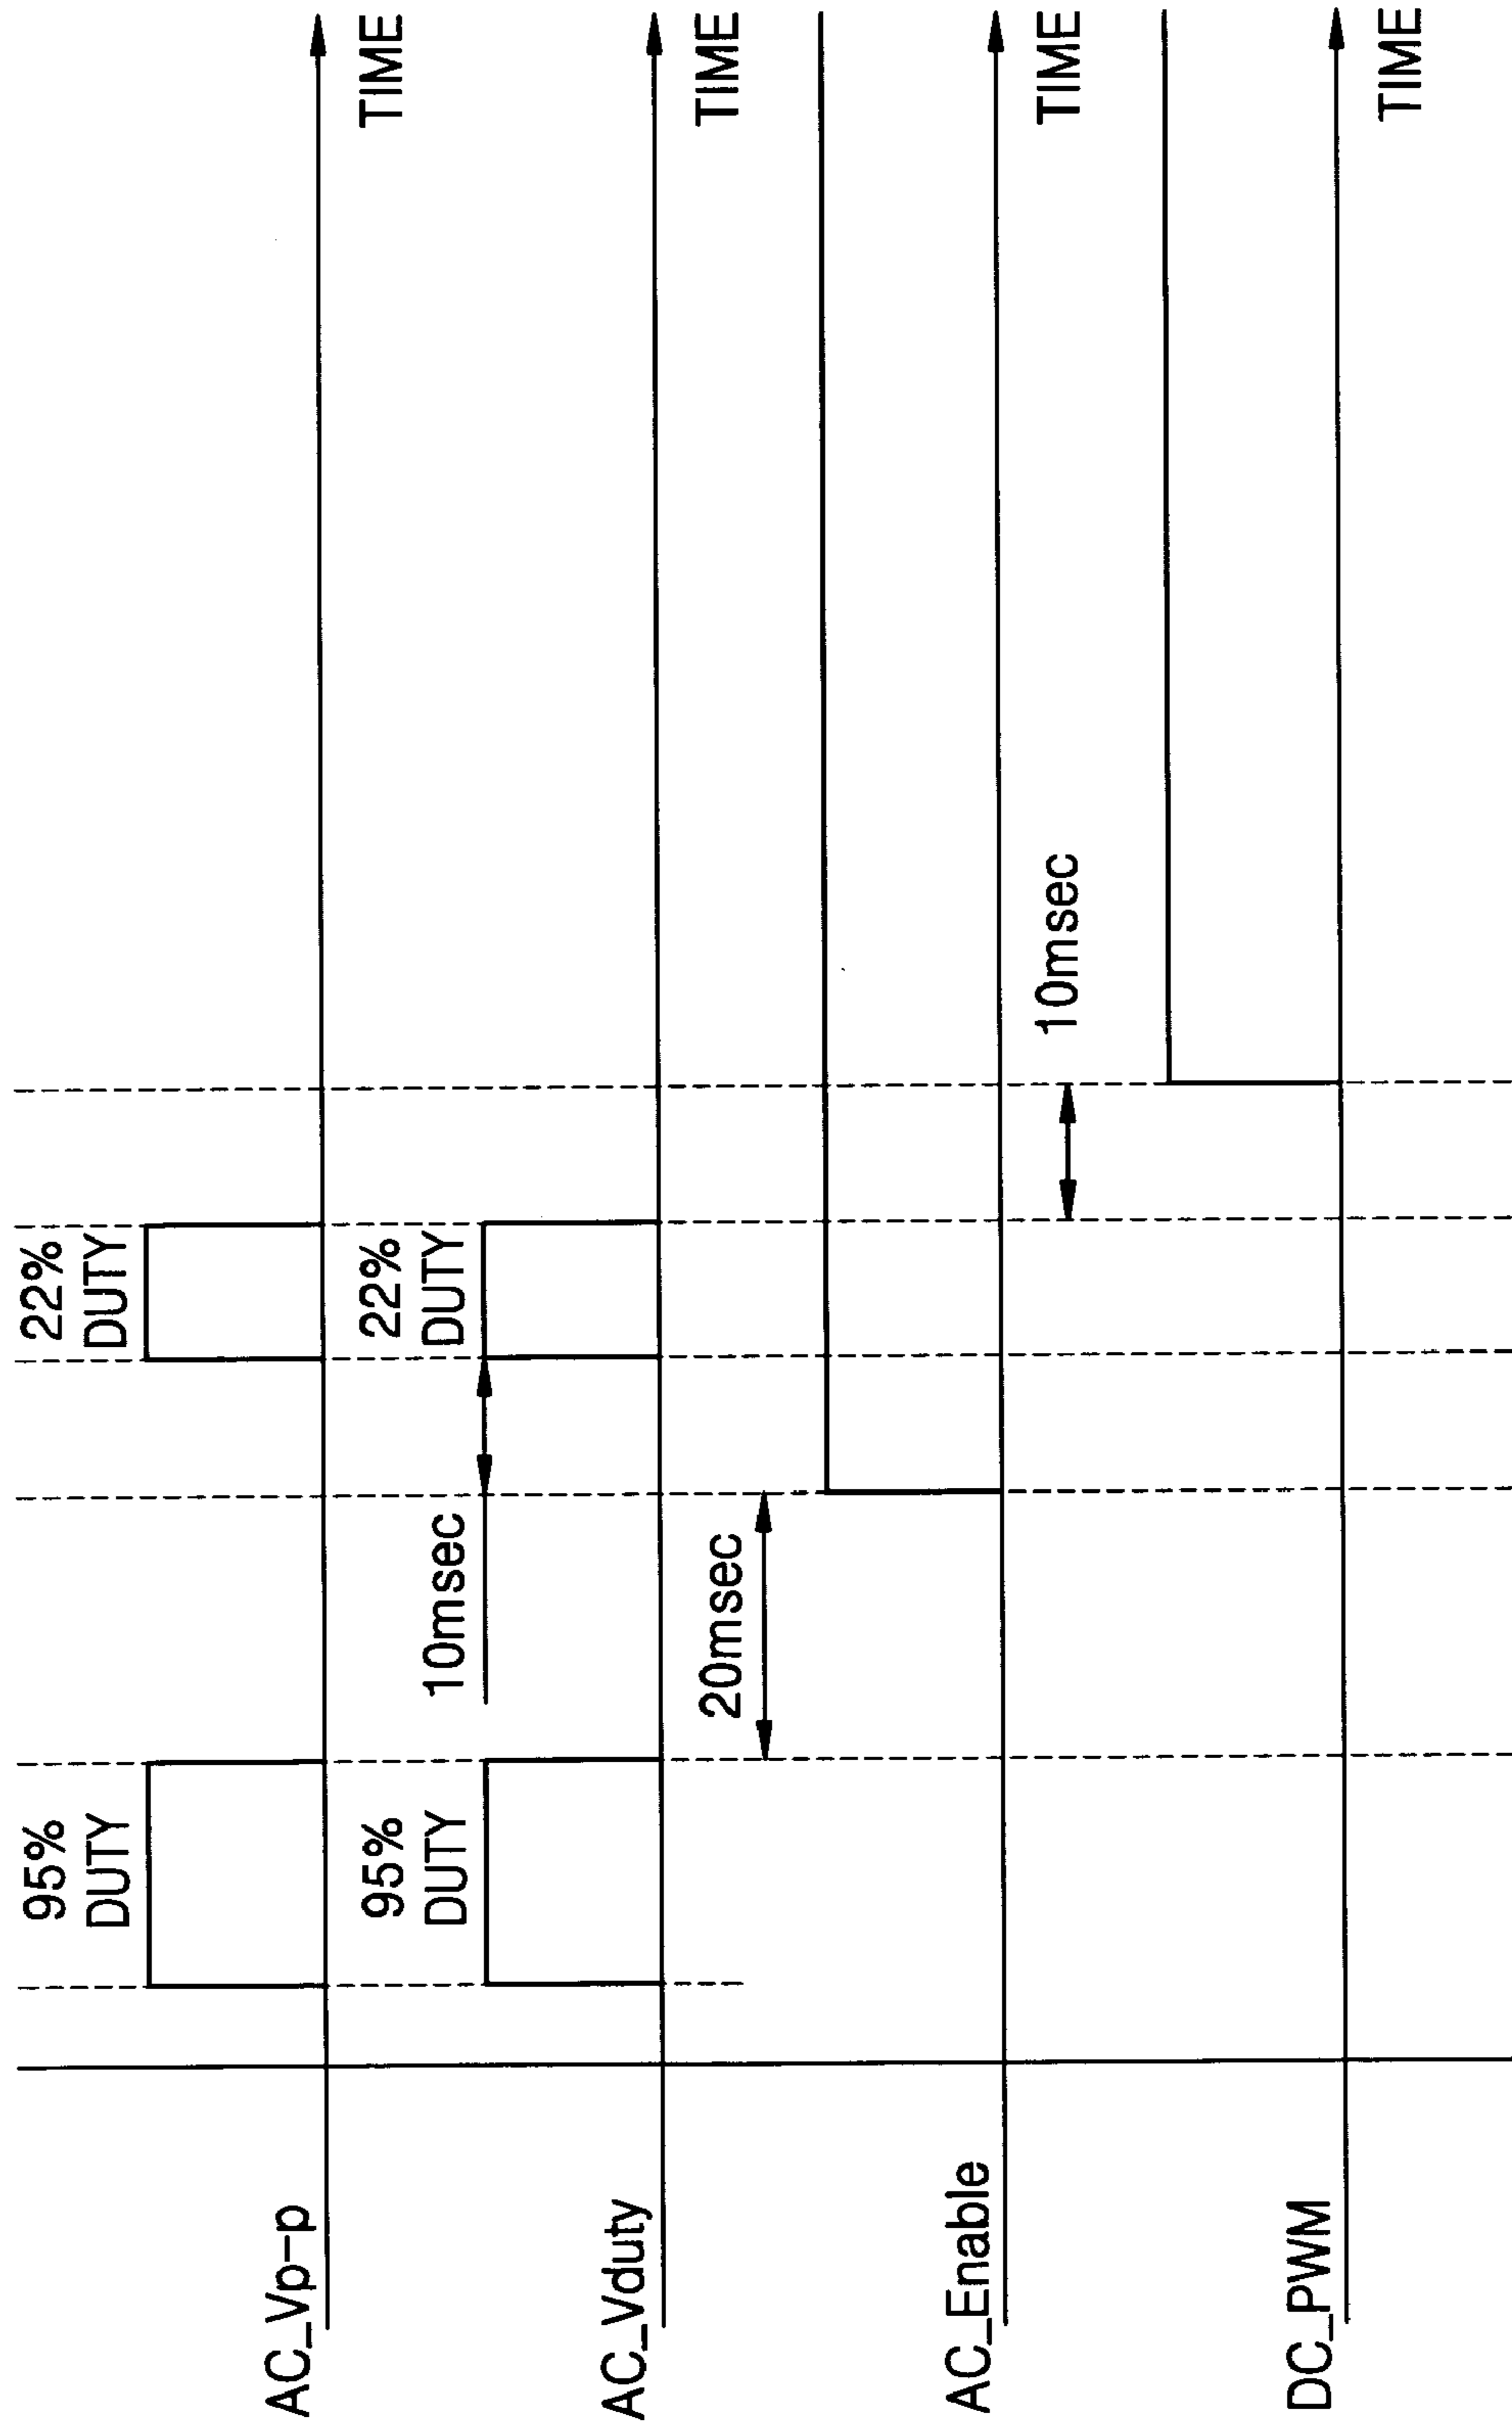 AC_Vp-p
95%
DUTY
22%
DUTY
TIME
AC_Vduty
95%
DUTY
10msec
22%
DUTY
TIME
AC_Enable
20msec
TIME
DC_PWM
10msec
TIME